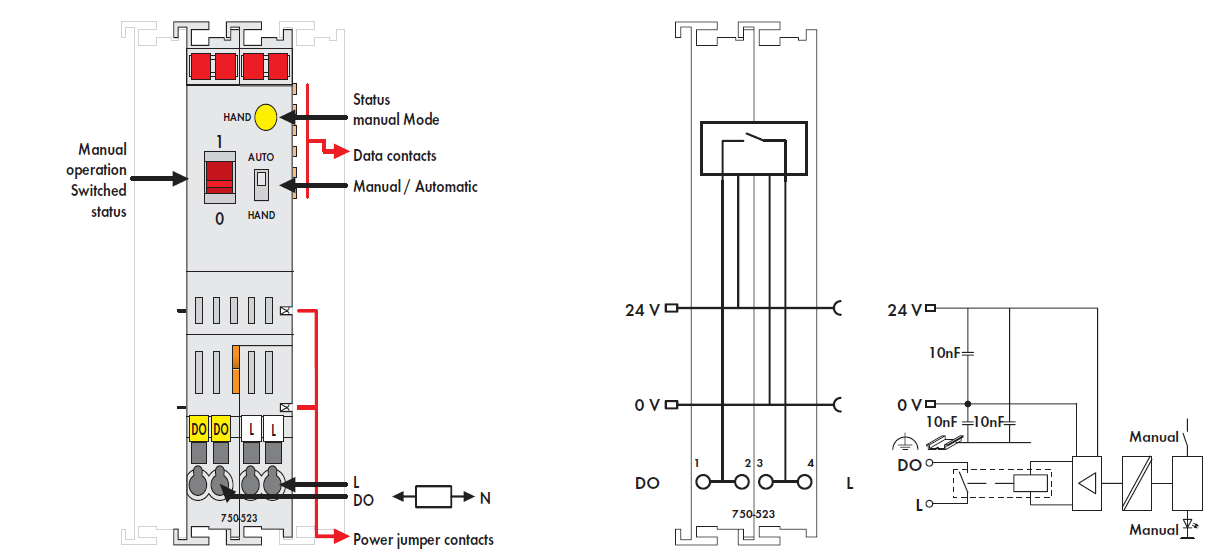 Status
manual Mode
HAND
1
Manual
operation
Switched
status
AUTO
Data contacts
Manual / Automatic
0
HAND
DO
DO
L
L
L
DO
N
750-523
Power jumper contacts
24 V
0 V
1
2
3
4
DO
L
750-523
24 V
10nF
0 V
10nF
10nF
Manual
DO
L
Manual